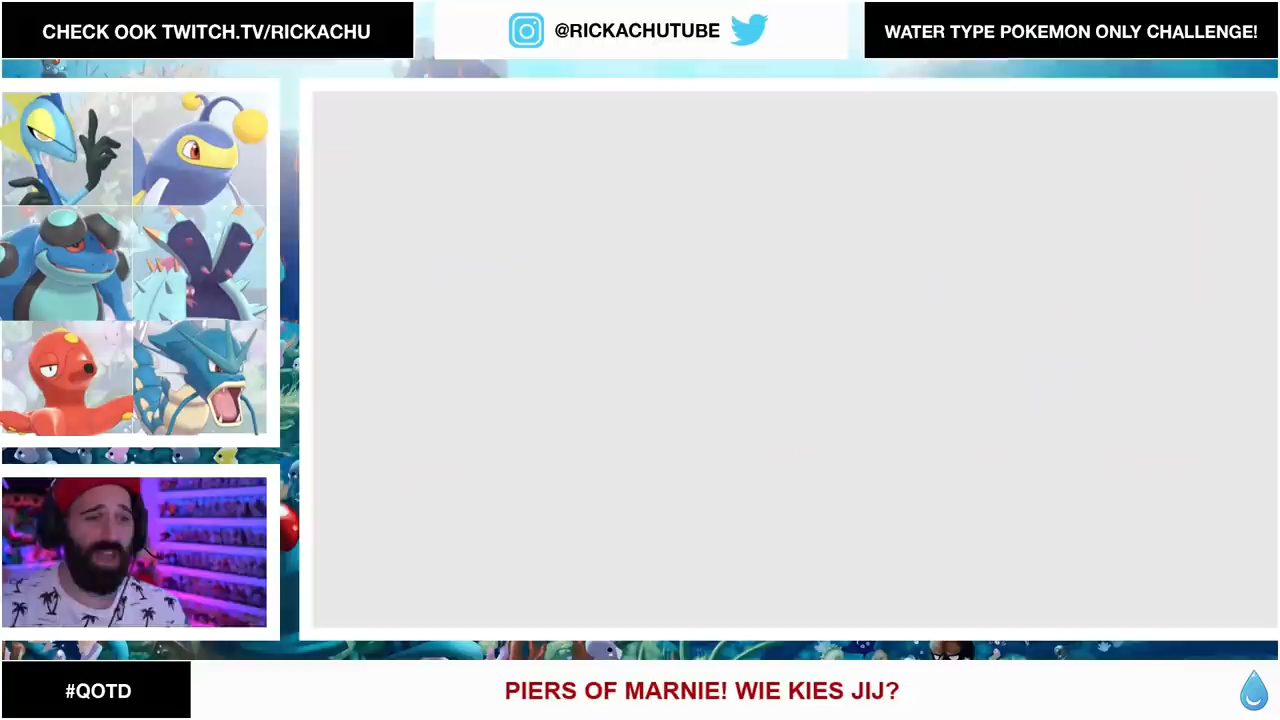 CHECK OOK TWITCH.TV/RICKACHU
@RICKACHUTUBE
WATER TYPE POKEMON ONLY CHALLENGE!
#QOTD
PIERS OF MARNIE! WIE KIES JIJ?